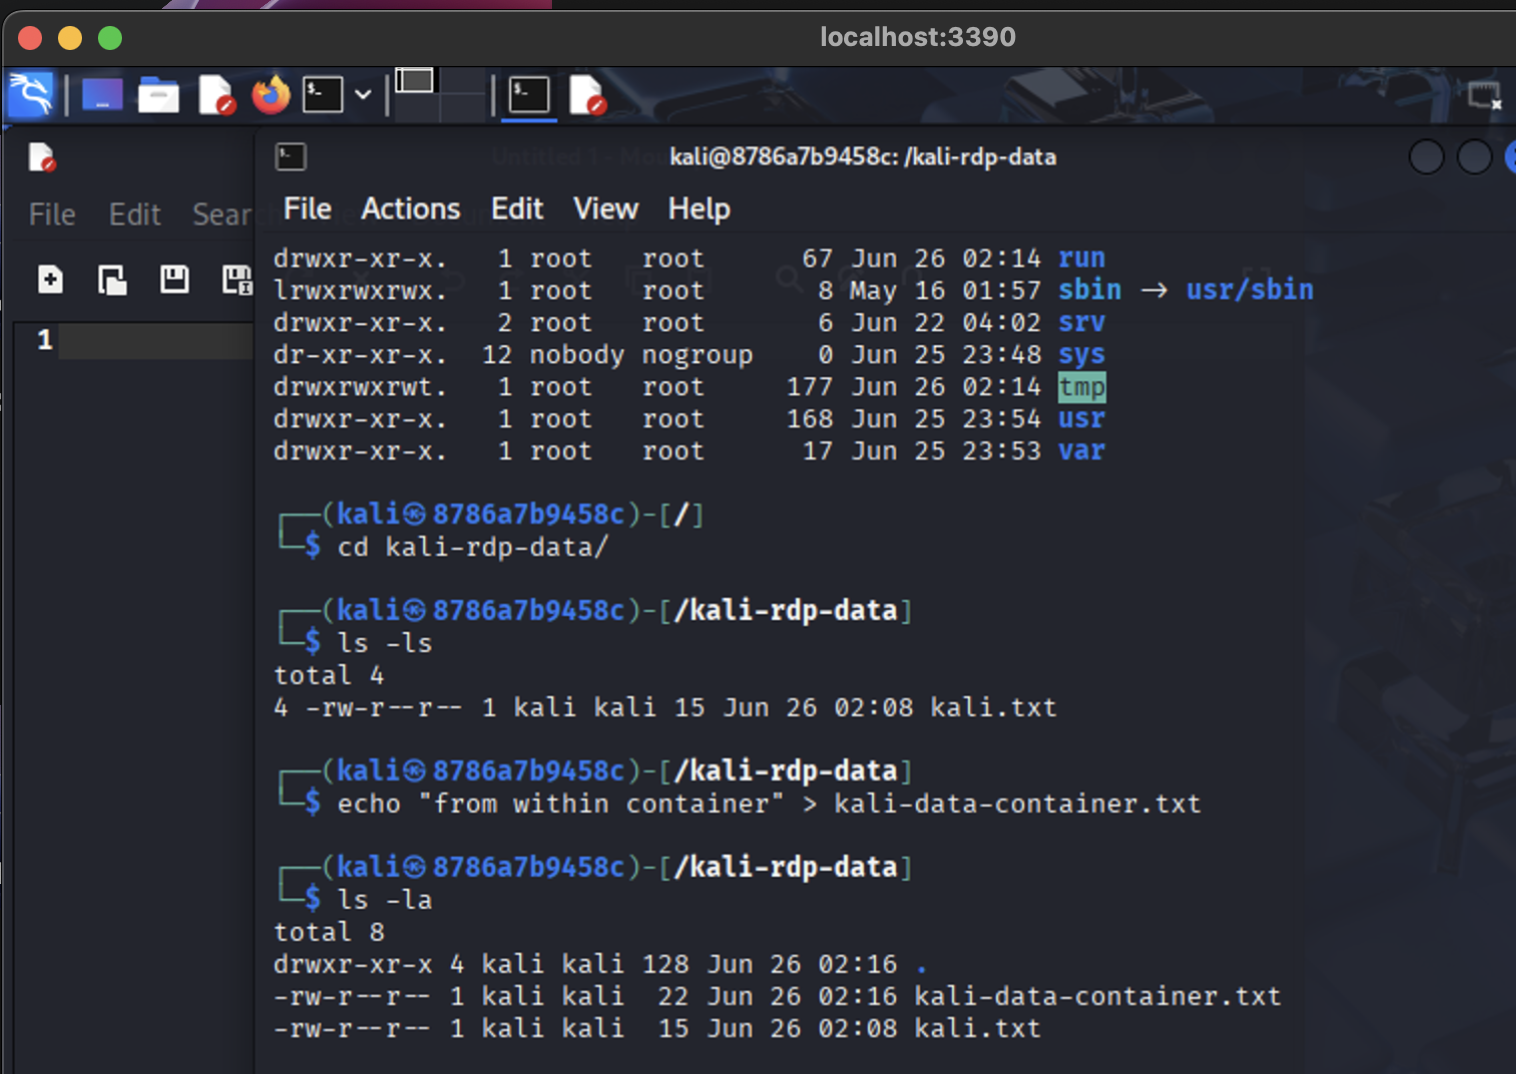 localhost:3390
kali@8786a7b9458c: /kali-rdp-data
File Edit Sear
File Actions Edit View Help
1
drwxr-xr-x. 1 root root 67 Jun 26 02:14 run
lrwxrwxrwx. 1 root root 8 May 16 01:57 sbin → usr/sbin
drwxr-xr-x. 2 root root 6 Jun 22 04:02 srv
dr-xr-xr-x. 12 nobody nogroup 0 Jun 25 23:48 sys
drwxrwxrwt. 1 root root 177 Jun 26 02:14 tmp
drwxr-xr-x. 1 root root 168 Jun 25 23:54 usr
drwxr-xr-x. 1 root root 17 Jun 25 23:53 var
┌──(kali㉿8786a7b9458c)-[/]
└─$ cd kali-rdp-data/
┌──(kali㉿8786a7b9458c)-[/kali-rdp-data]
└─$ ls -ls
total 4
4 -rw-r--r-- 1 kali kali 15 Jun 26 02:08 kali.txt
┌──(kali㉿8786a7b9458c)-[/kali-rdp-data]
└─$ echo "from within container" > kali-data-container.txt
┌──(kali㉿8786a7b9458c)-[/kali-rdp-data]
└─$ ls -la
total 8
drwxr-xr-x 4 kali kali 128 Jun 26 02:16 .
-rw-r--r-- 1 kali kali 22 Jun 26 02:16 kali-data-container.txt
-rw-r--r-- 1 kali kali 15 Jun 26 02:08 kali.txt